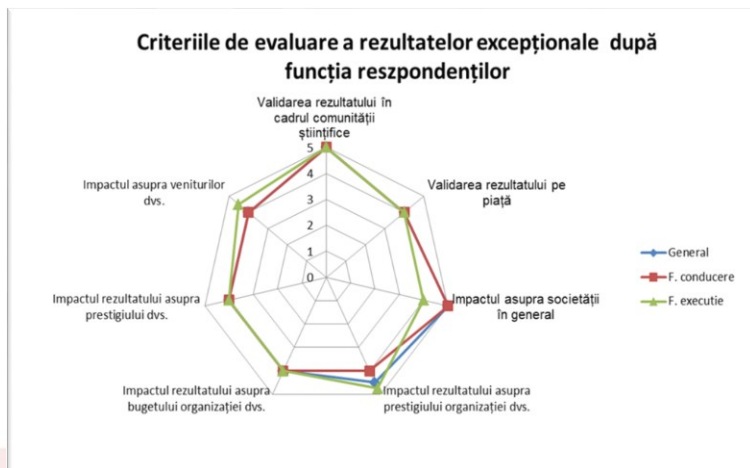 Criteriile de evaluare a rezultatelor excepționale după
funcția reszpondenților
Validarea rezultatului în
cadrul comunității
științifice
Impactul asupra veniturilor
dvs.
Validarea rezultatului pe
piață
5
4
3
2
1
0
General
F. conducere
F. executie
Impactul rezultatului asupra
prestigiului dvs.
Impactul asupra societății
în general
Impactul rezultatului asupra
bugetului organizației dvs.
Impactul rezultatului asupra
prestigiului organizației dvs.